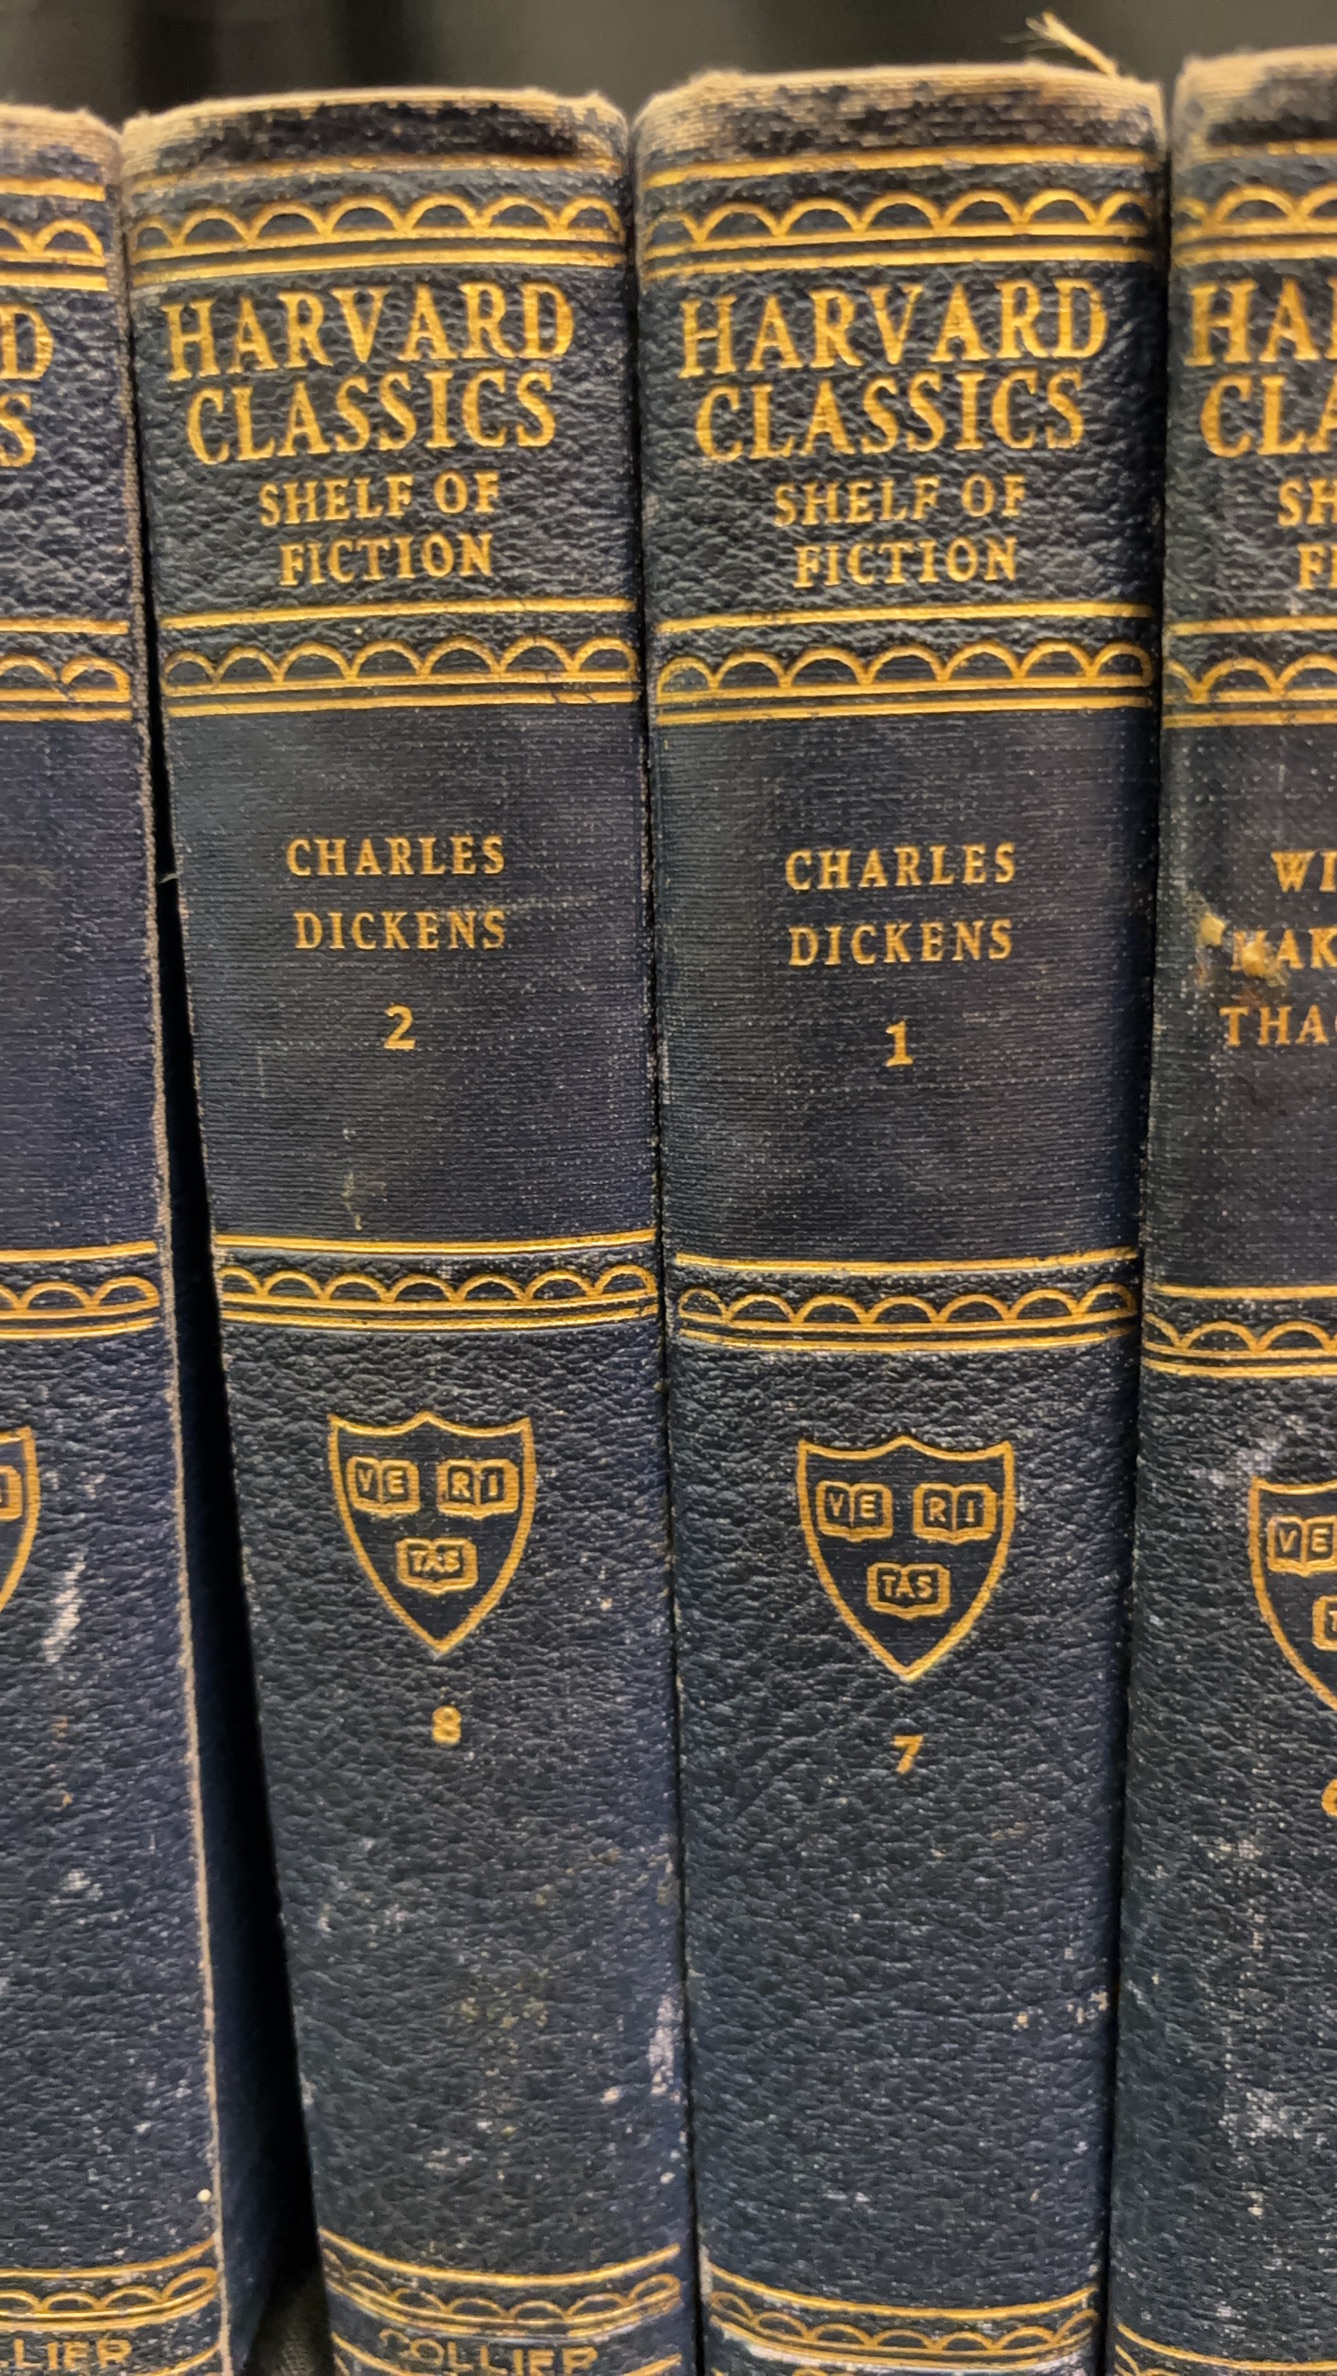 HARVARD
CLASSICS
SHELF OF
FICTION
CHARLES
DICKENS
2
VE RI
TAS
8
COLLIER
HARVARD
CLASSICS
SHELF OF
FICTION
CHARLES
DICKENS
1
VE RI
TAS
7